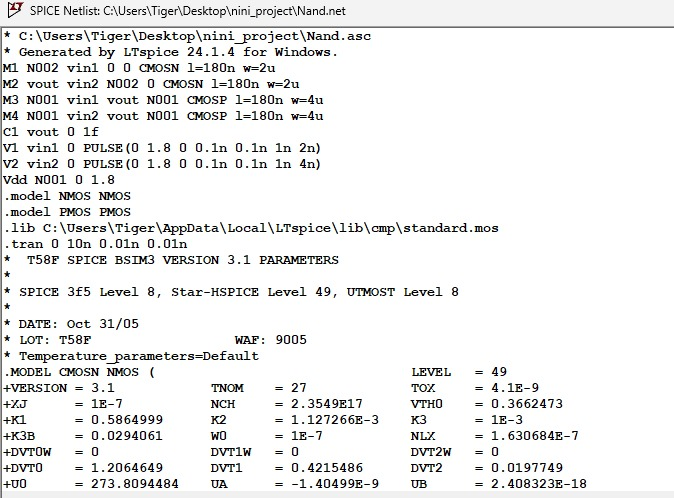 SPICE Netlist: C:\Users\Tiger\Desktop\nini_project\Nand.net
* C:\Users\Tiger\Desktop\nini_project\Nand.asc
* Generated by LTspice 24.1.4 for Windows.
M1 N002 vin1 0 0 CMOSN l=180n w=2u
M2 vout vin2 N002 0 CMOSN l=180n w=2u
M3 N001 vin1 vout N001 CMOSP l=180n w=4u
M4 N001 vin2 vout N001 CMOSP l=180n w=4u
C1 vout 0 1f
V1 vin1 0 PULSE(0 1.8 0 0.1n 0.1n 1n 2n)
V2 vin2 0 PULSE(0 1.8 0 0.1n 0.1n 1n 4n)
Vdd N001 0 1.8
.model NMOS NMOS
.model PMOS PMOS
.lib C:\Users\Tiger\AppData\Local\LTspice\lib\cmp\standard.mos
.tran 0 10n 0.01n 0.01n
* T58F SPICE BSIM3 VERSION 3.1 PARAMETERS
*
* SPICE 3f5 Level 8, Star-HSPICE Level 49, UTMOST Level 8
*
* DATE: Oct 31/05
* LOT: T58F WAF: 9005
* Temperature_parameters=Default
.MODEL CMOSN NMOS ( LEVEL = 49
+VERSION = 3.1 TNOM = 27 TOX = 4.1E-9
+XJ = 1E-7 NCH = 2.3549E17 VTH0 = 0.3662473
+K1 = 0.5864999 K2 = 1.127266E-3 K3 = 1E-3
+K3B = 0.0294061 W0 = 1E-7 NLX = 1.630684E-7
+DVT0W = 0 DVT1W = 0 DVT2W = 0
+DVT0 = 1.2064649 DVT1 = 0.4215486 DVT2 = 0.0197749
+U0 = 273.8094484 UA = -1.40499E-9 UB = 2.408323E-18